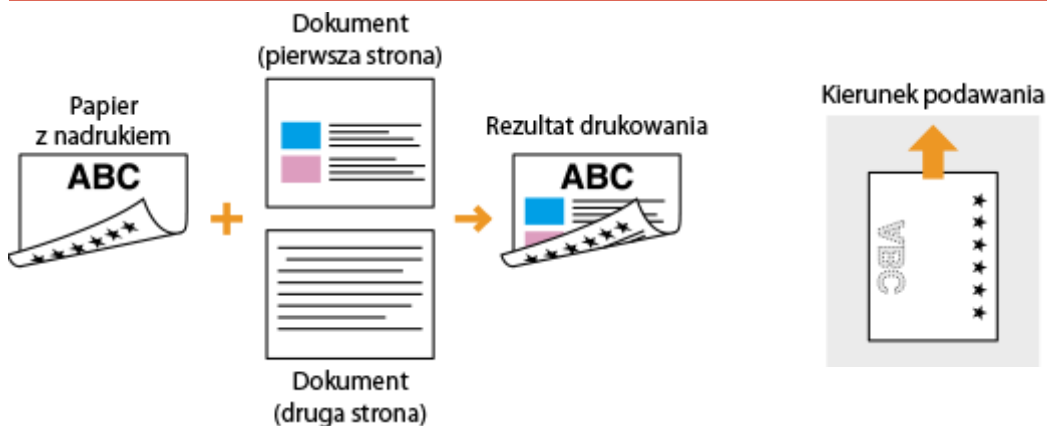 Papier
z nadrukiem
ABC
Dokument
(pierwsza strona)
Dokument
(druga strona)
Rezultat drukowania
ABC
Kierunek podawania
ABC